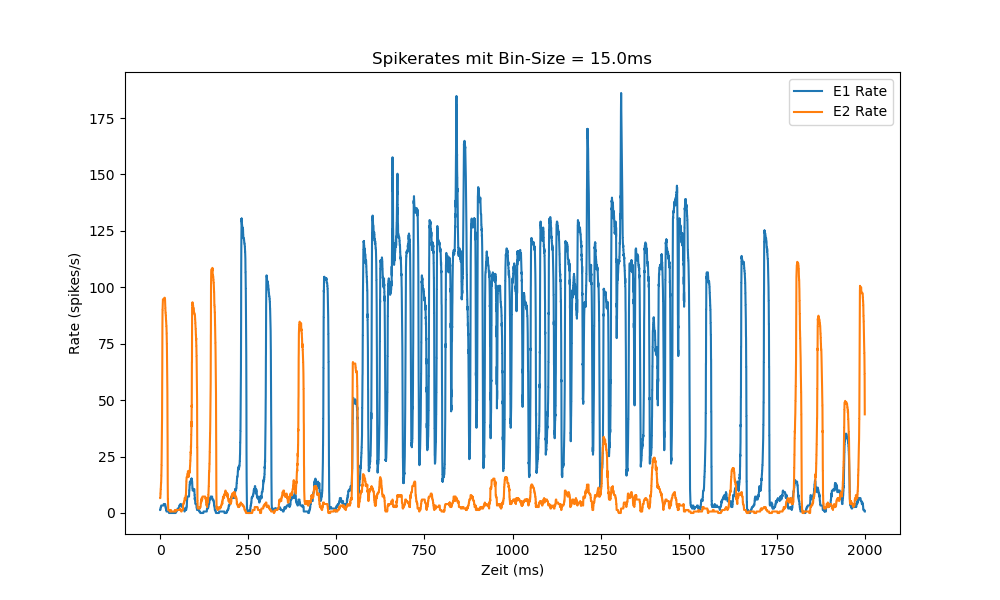 Spikerates mit Bin-Size = 15.0ms
E1 Rate
E2 Rate
Rate (spikes/s)
175
150
125
100
75
50
25
0
0 250 500 750 1000 1250 1500 1750 2000
Zeit (ms)